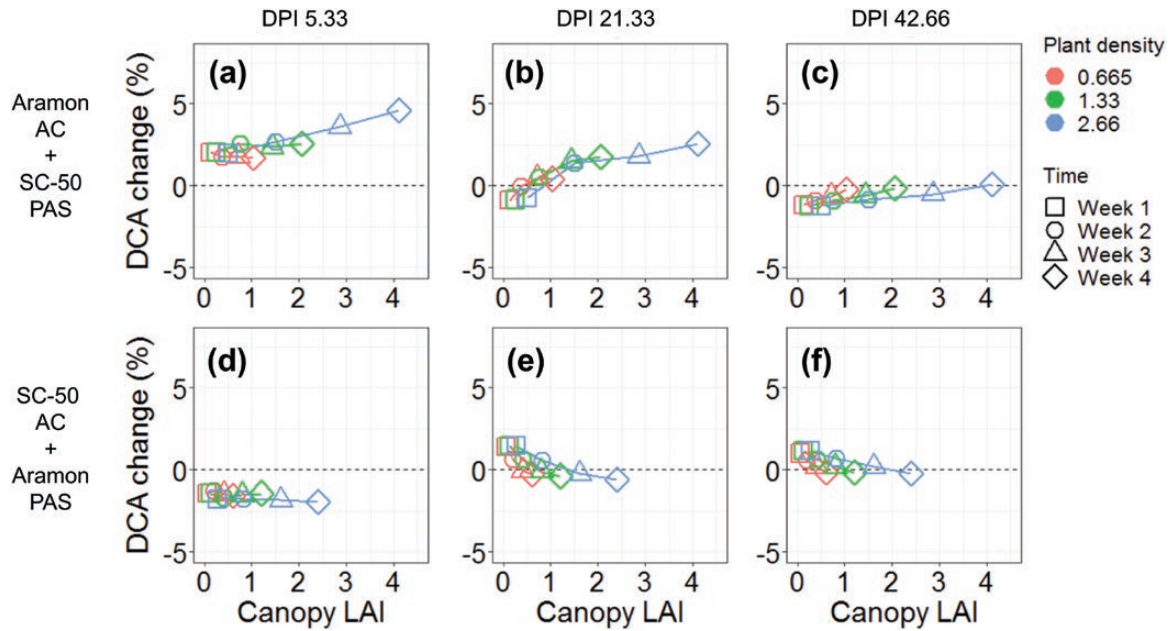 DPI 5.33 DPI 21.33 DPI 42.66
Aramon
AC
+
SC-50
PAS
DCA change (%)
5
0
-5
(a)
0 1 2 3 4
(b)
5
0
-5
0 1 2 3 4
(c)
5
0
-5
0 1 2 3 4
Plant density
0.665
1.33
2.66
Time
Week 1
Week 2
Week 3
Week 4
SC-50
AC
+
Aramon
PAS
DCA change (%)
5
0
-5
(d)
0 1 2 3 4
Canopy LAI
(e)
5
0
-5
0 1 2 3 4
Canopy LAI
(f)
5
0
-5
0 1 2 3 4
Canopy LAI